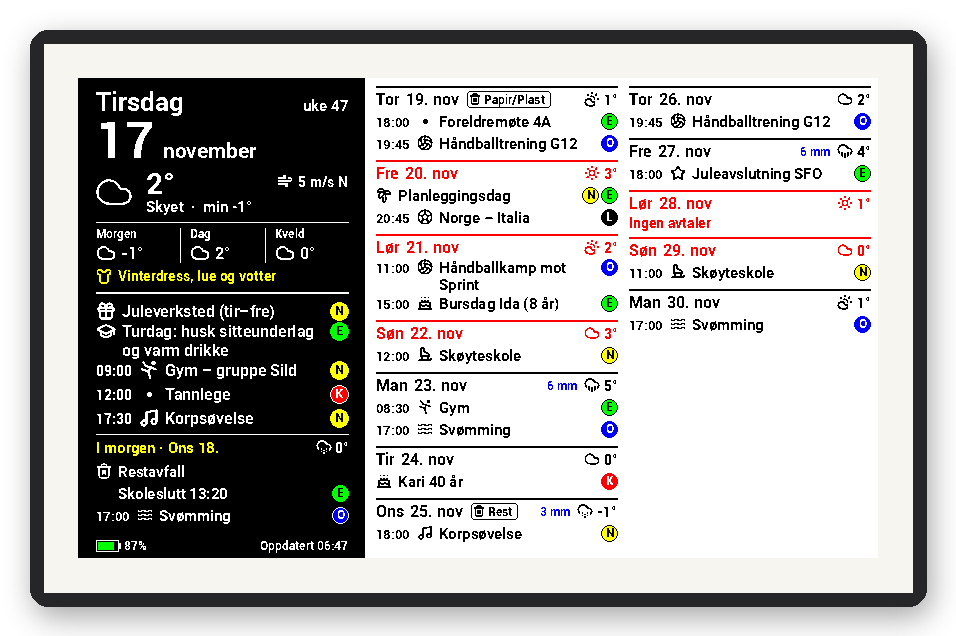 Tirsdag uke 47
17 november
2° 5 m/s N
Skyet · min -1°
Morgen Dag Kveld
-1° 2° 0°
Vinterdress, lue og votter
Juleverksted (tir–fre) N
Turdag: husk sitteunderlag E
og varm drikke
09:00 Gym – gruppe Sild N
12:00 • Tannlege K
17:30 Korpsøvelse N
I morgen · Ons 18. 0°
Restavfall
Skoleslutt 13:20 E
17:00 Svømming O
87% Oppdatert 06:47
Tor 19. nov Papir/Plast 1°
18:00 • Foreldremøte 4A E
19:45 Håndballtrening G12 O
Fre 20. nov 3°
Planleggingsdag N E
20:45 Norge – Italia L
Lør 21. nov 2°
11:00 Håndballkamp mot O
Sprint
15:00 Bursdag Ida (8 år) E
Søn 22. nov 3°
12:00 Skøyteskole N
Man 23. nov 6 mm 5°
08:30 Gym E
17:00 Svømming O
Tir 24. nov 0°
Kari 40 år K
Ons 25. nov Rest 3 mm -1°
18:00 Korpsøvelse N
Tor 26. nov 2°
19:45 Håndballtrening G12 O
Fre 27. nov 6 mm 4°
18:00 Juleavslutning SFO E
Lør 28. nov 1°
Ingen avtaler
Søn 29. nov 0°
11:00 Skøyteskole N
Man 30. nov 1°
17:00 Svømming O